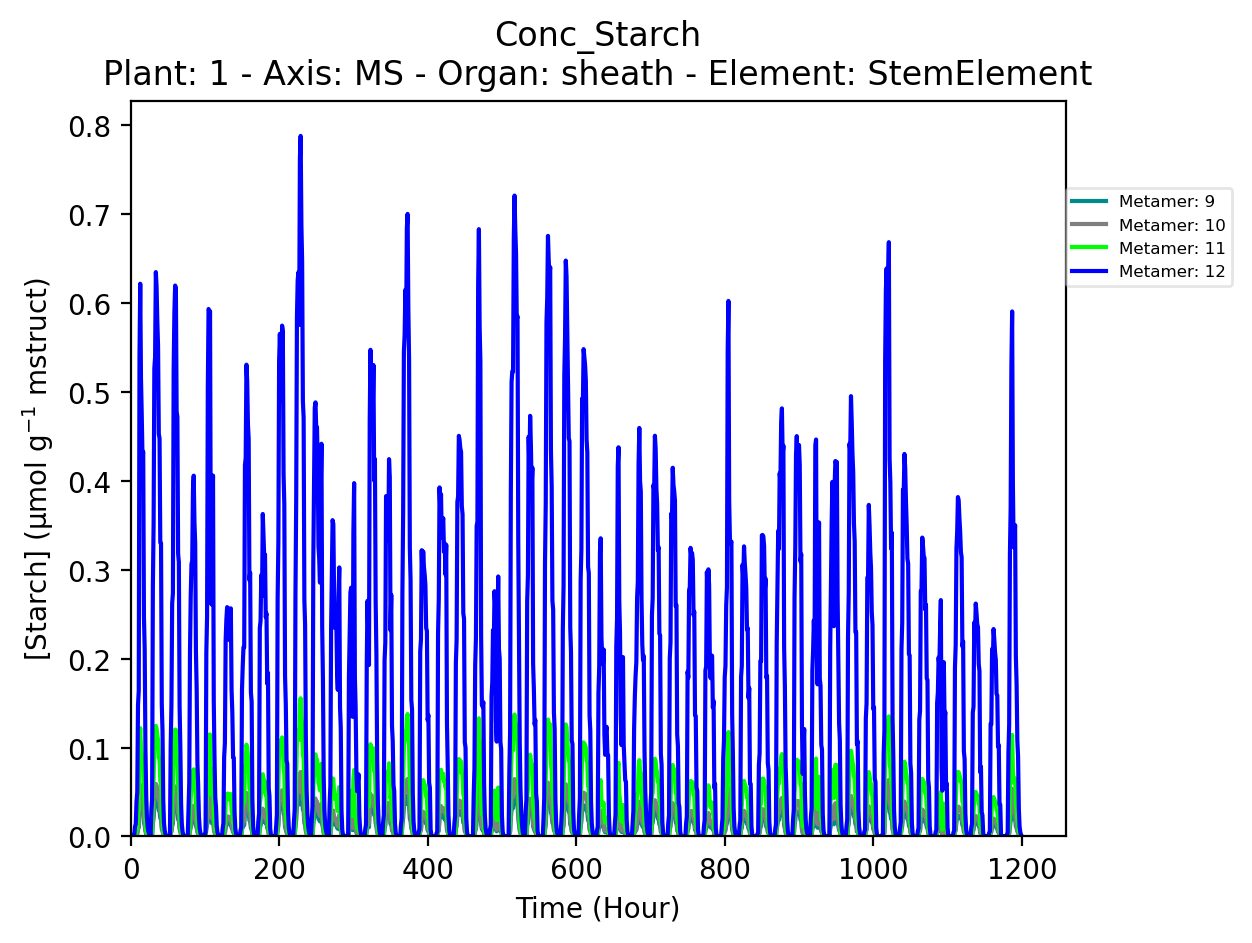 Conc_Starch
Plant: 1 - Axis: MS - Organ: sheath - Element: StemElement
0.8
0.7
0.6
0.5
0.4
0.3
0.2
0.1
0.0
[Starch] (µmol g⁻¹ mstruct)
Metamer: 9
Metamer: 10
Metamer: 11
Metamer: 12
0 200 400 600 800 1000 1200
Time (Hour)